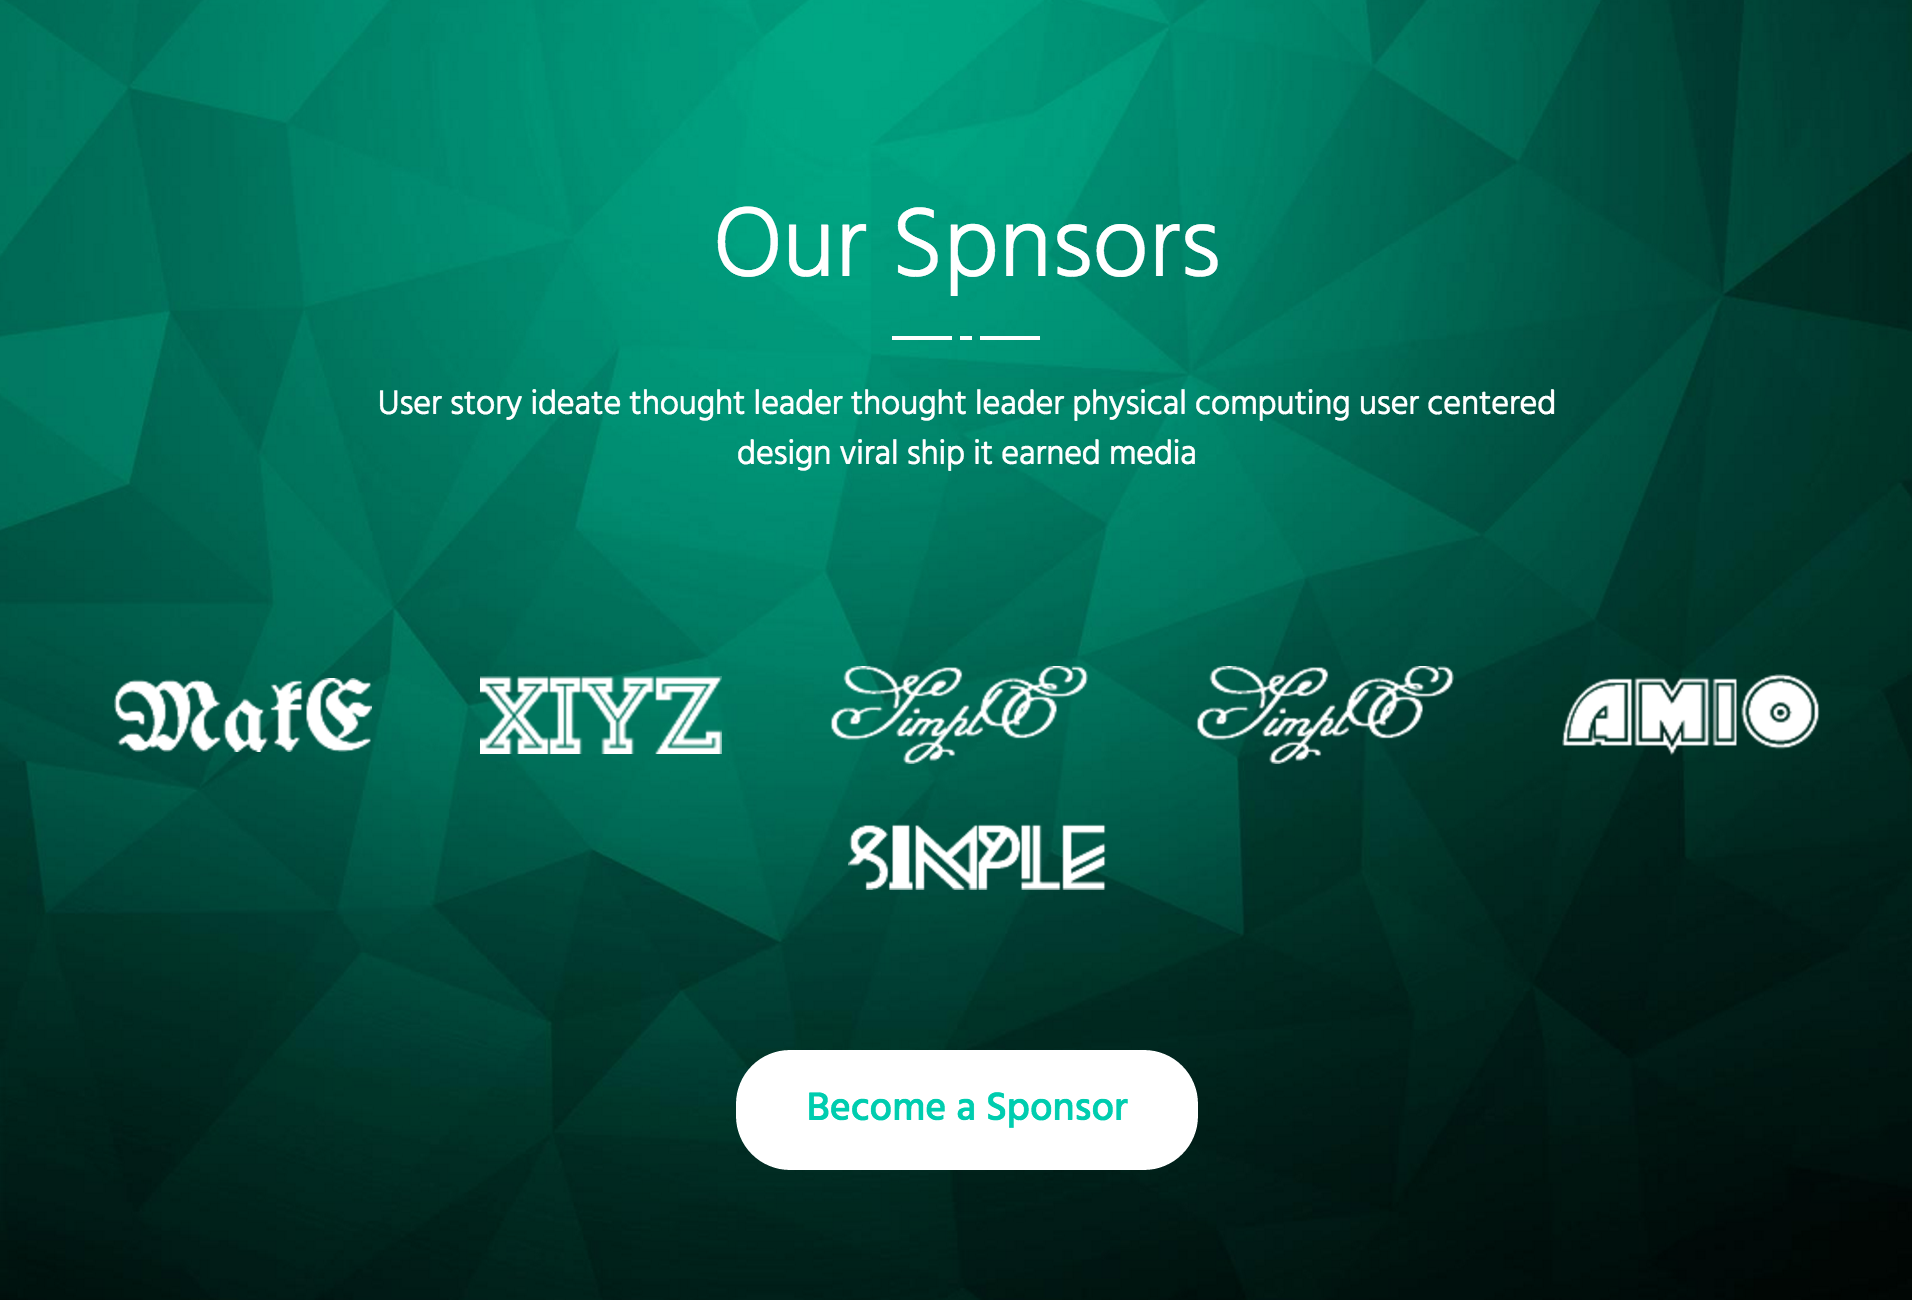 Our Spnsors
User story ideate thought leader thought leader physical computing user centered
design viral ship it earned media
MakE XIYZ SimplE SimplE AMIO
SIMPLE
Become a Sponsor